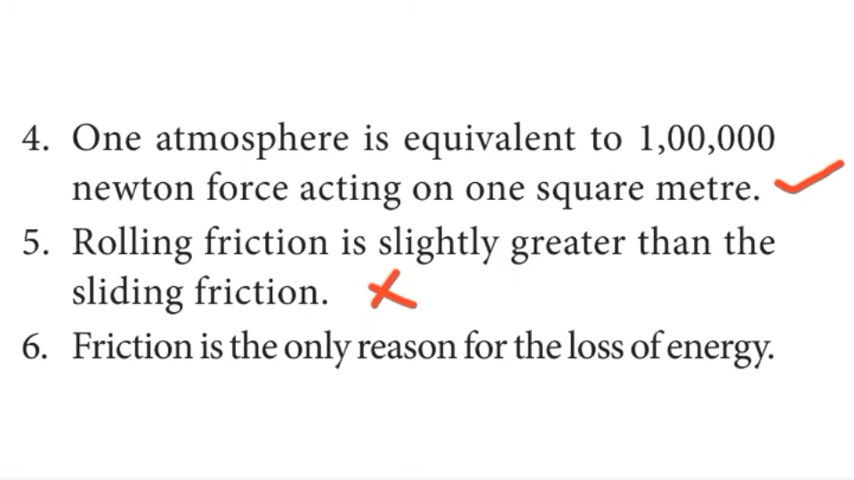 4. One atmosphere is equivalent to 1,00,000
newton force acting on one square metre.
5. Rolling friction is slightly greater than the
sliding friction.
6. Friction is the only reason for the loss of energy.